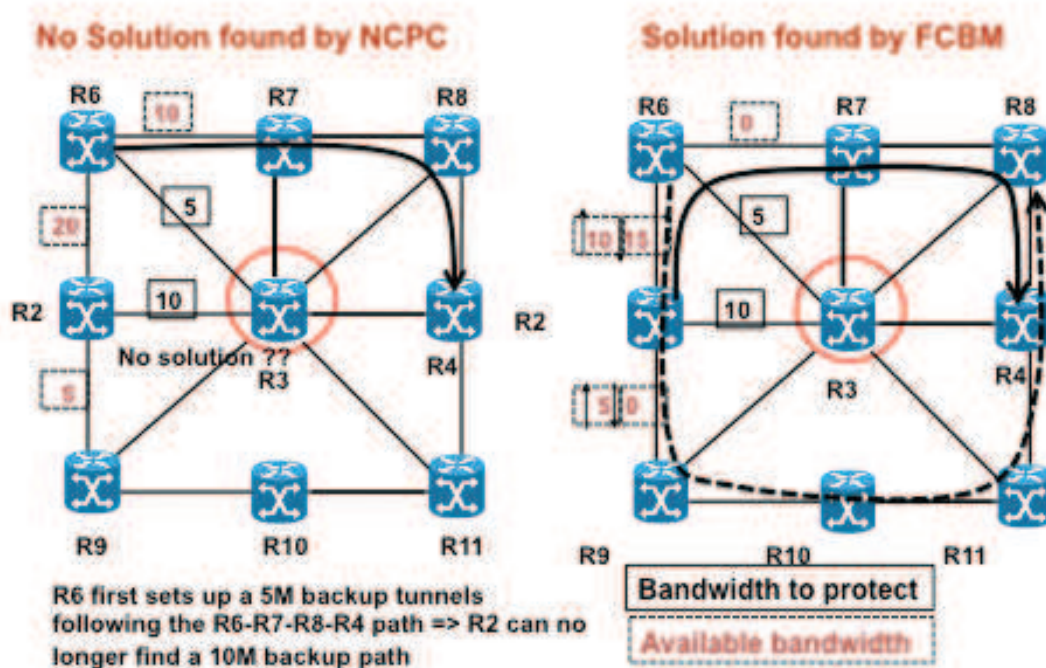 No Solution found by NCPC
R6
10
R7
R8
5
20
R2
10
R4
No solution ??
R3
5
R9
R10
R11
R6 first sets up a 5M backup tunnels
following the R6-R7-R8-R4 path => R2 can no
longer find a 10M backup path
Solution found by FCBM
R6
0
R7
R8
5
10 15
R2
10
R4
R3
5 0
R9
R10
R11
Bandwidth to protect
Available bandwidth